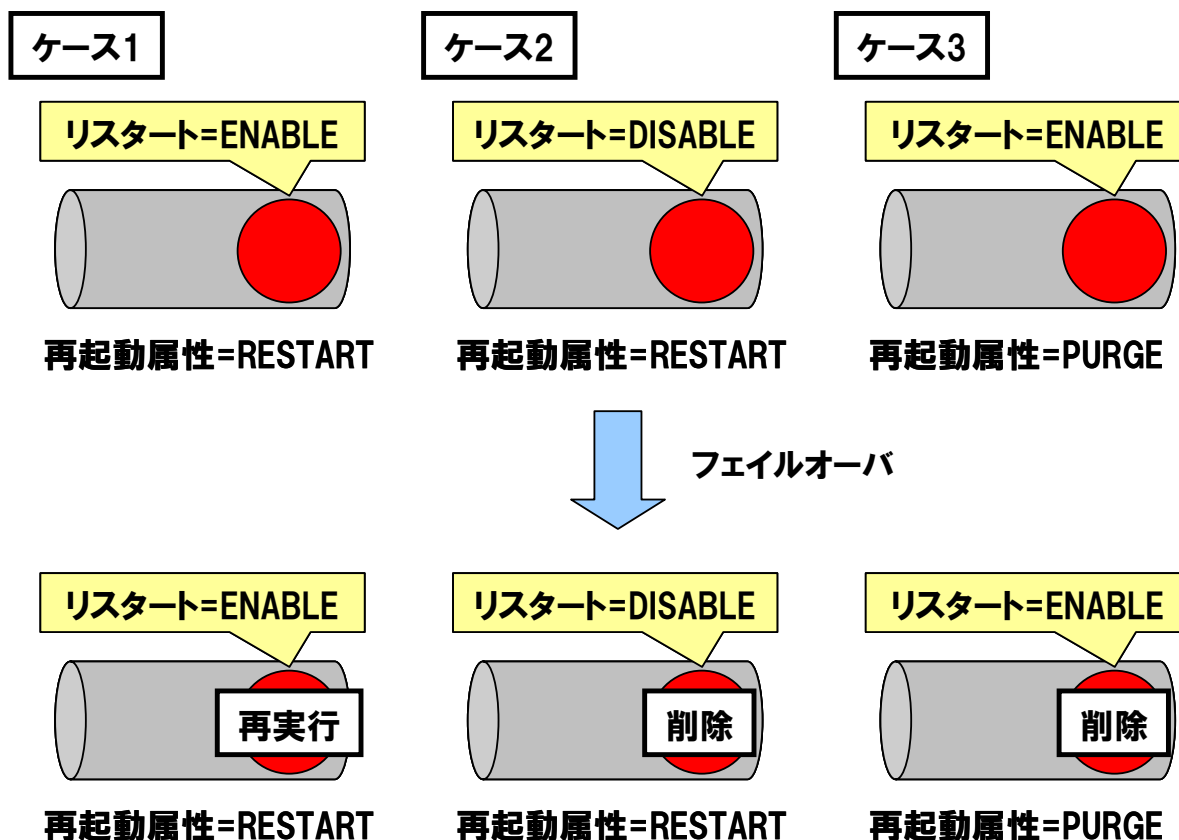 ケース1
ケース2
ケース3
リスタート=ENABLE
リスタート=DISABLE
リスタート=ENABLE
再起動属性=RESTART
再起動属性=RESTART
再起動属性=PURGE
フェイルオーバ
リスタート=ENABLE
リスタート=DISABLE
リスタート=ENABLE
再実行
削除
削除
再起動属性=RESTART
再起動属性=RESTART
再起動属性=PURGE